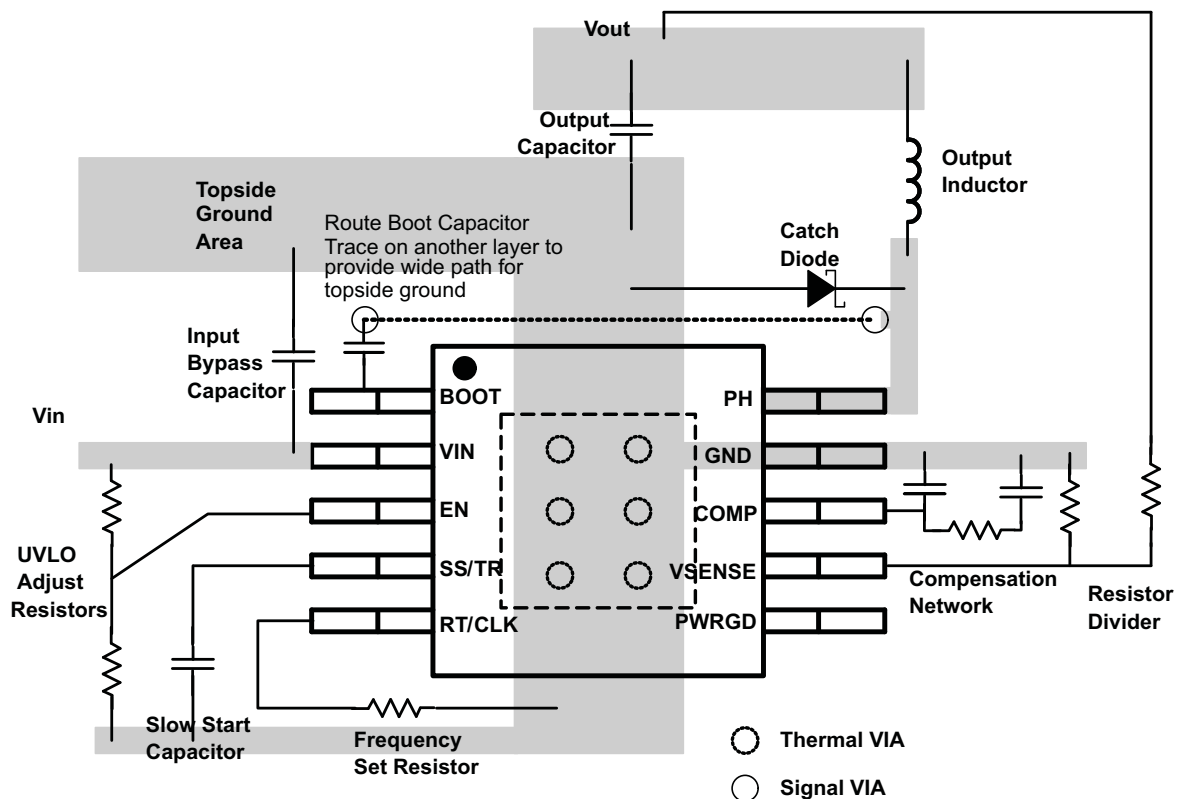 Vout
Output
Capacitor
Output
Inductor
Topside
Ground
Area
Route Boot Capacitor
Trace on another layer to
provide wide path for
topside ground
Catch
Diode
Input
Bypass
Capacitor
Vin
BOOT
VIN
EN
SS/TR
RT/CLK
PH
GND
COMP
VSENSE
PWRGD
UVLO
Adjust
Resistors
Compensation
Network
Resistor
Divider
Slow Start
Capacitor
Frequency
Set Resistor
Thermal VIA
Signal VIA